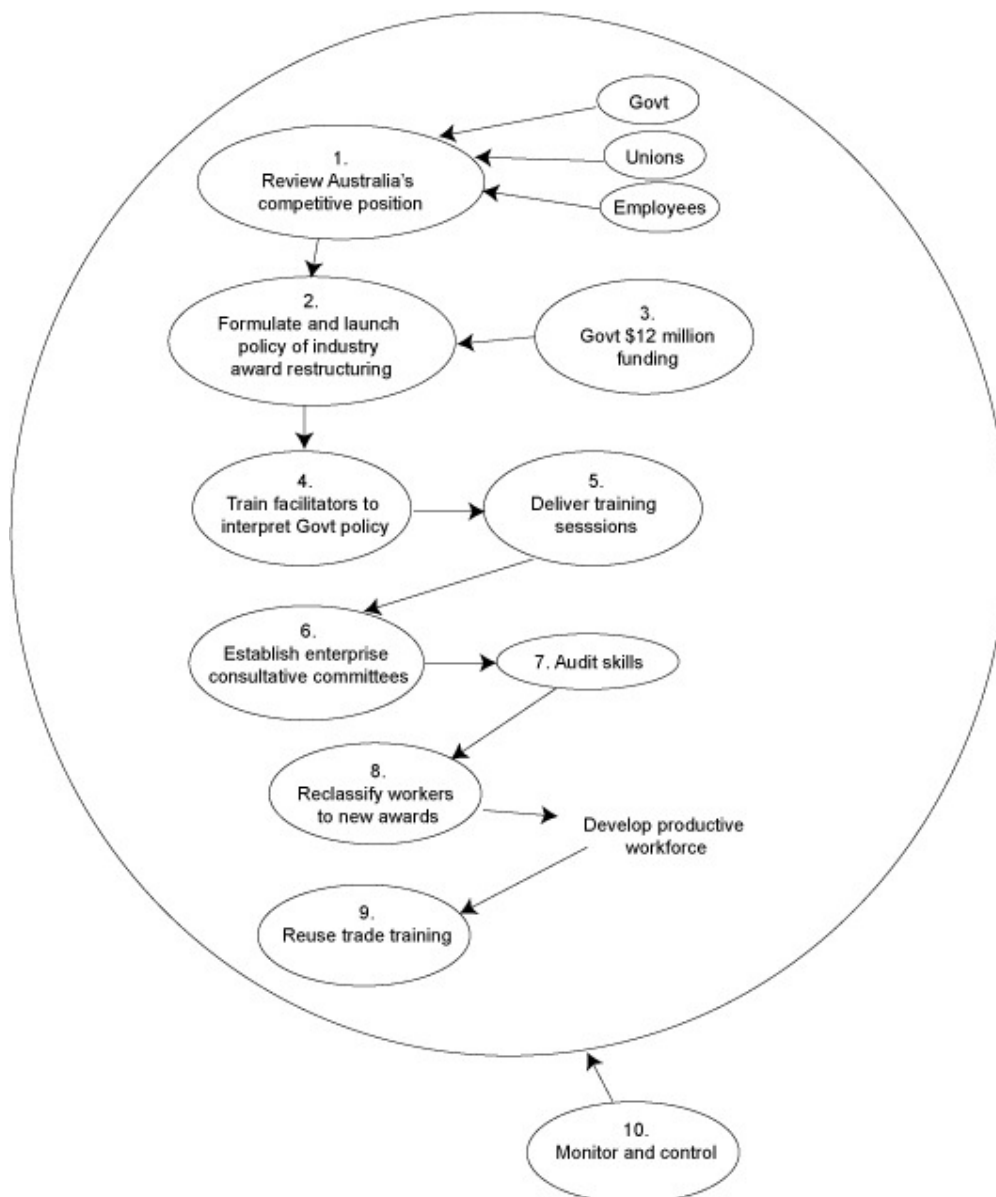 Govt
1.
Review Australia's
competitive position
Unions
Employees
2.
Formulate and launch
policy of industry
award restructuring
3.
Govt $12 million
funding
4.
Train facilitators to
interpret Govt policy
5.
Deliver training
sesssions
6.
Establish enterprise
consultative committees
7. Audit skills
8.
Reclassify workers
to new awards
Develop productive
workforce
9.
Reuse trade training
10.
Monitor and control